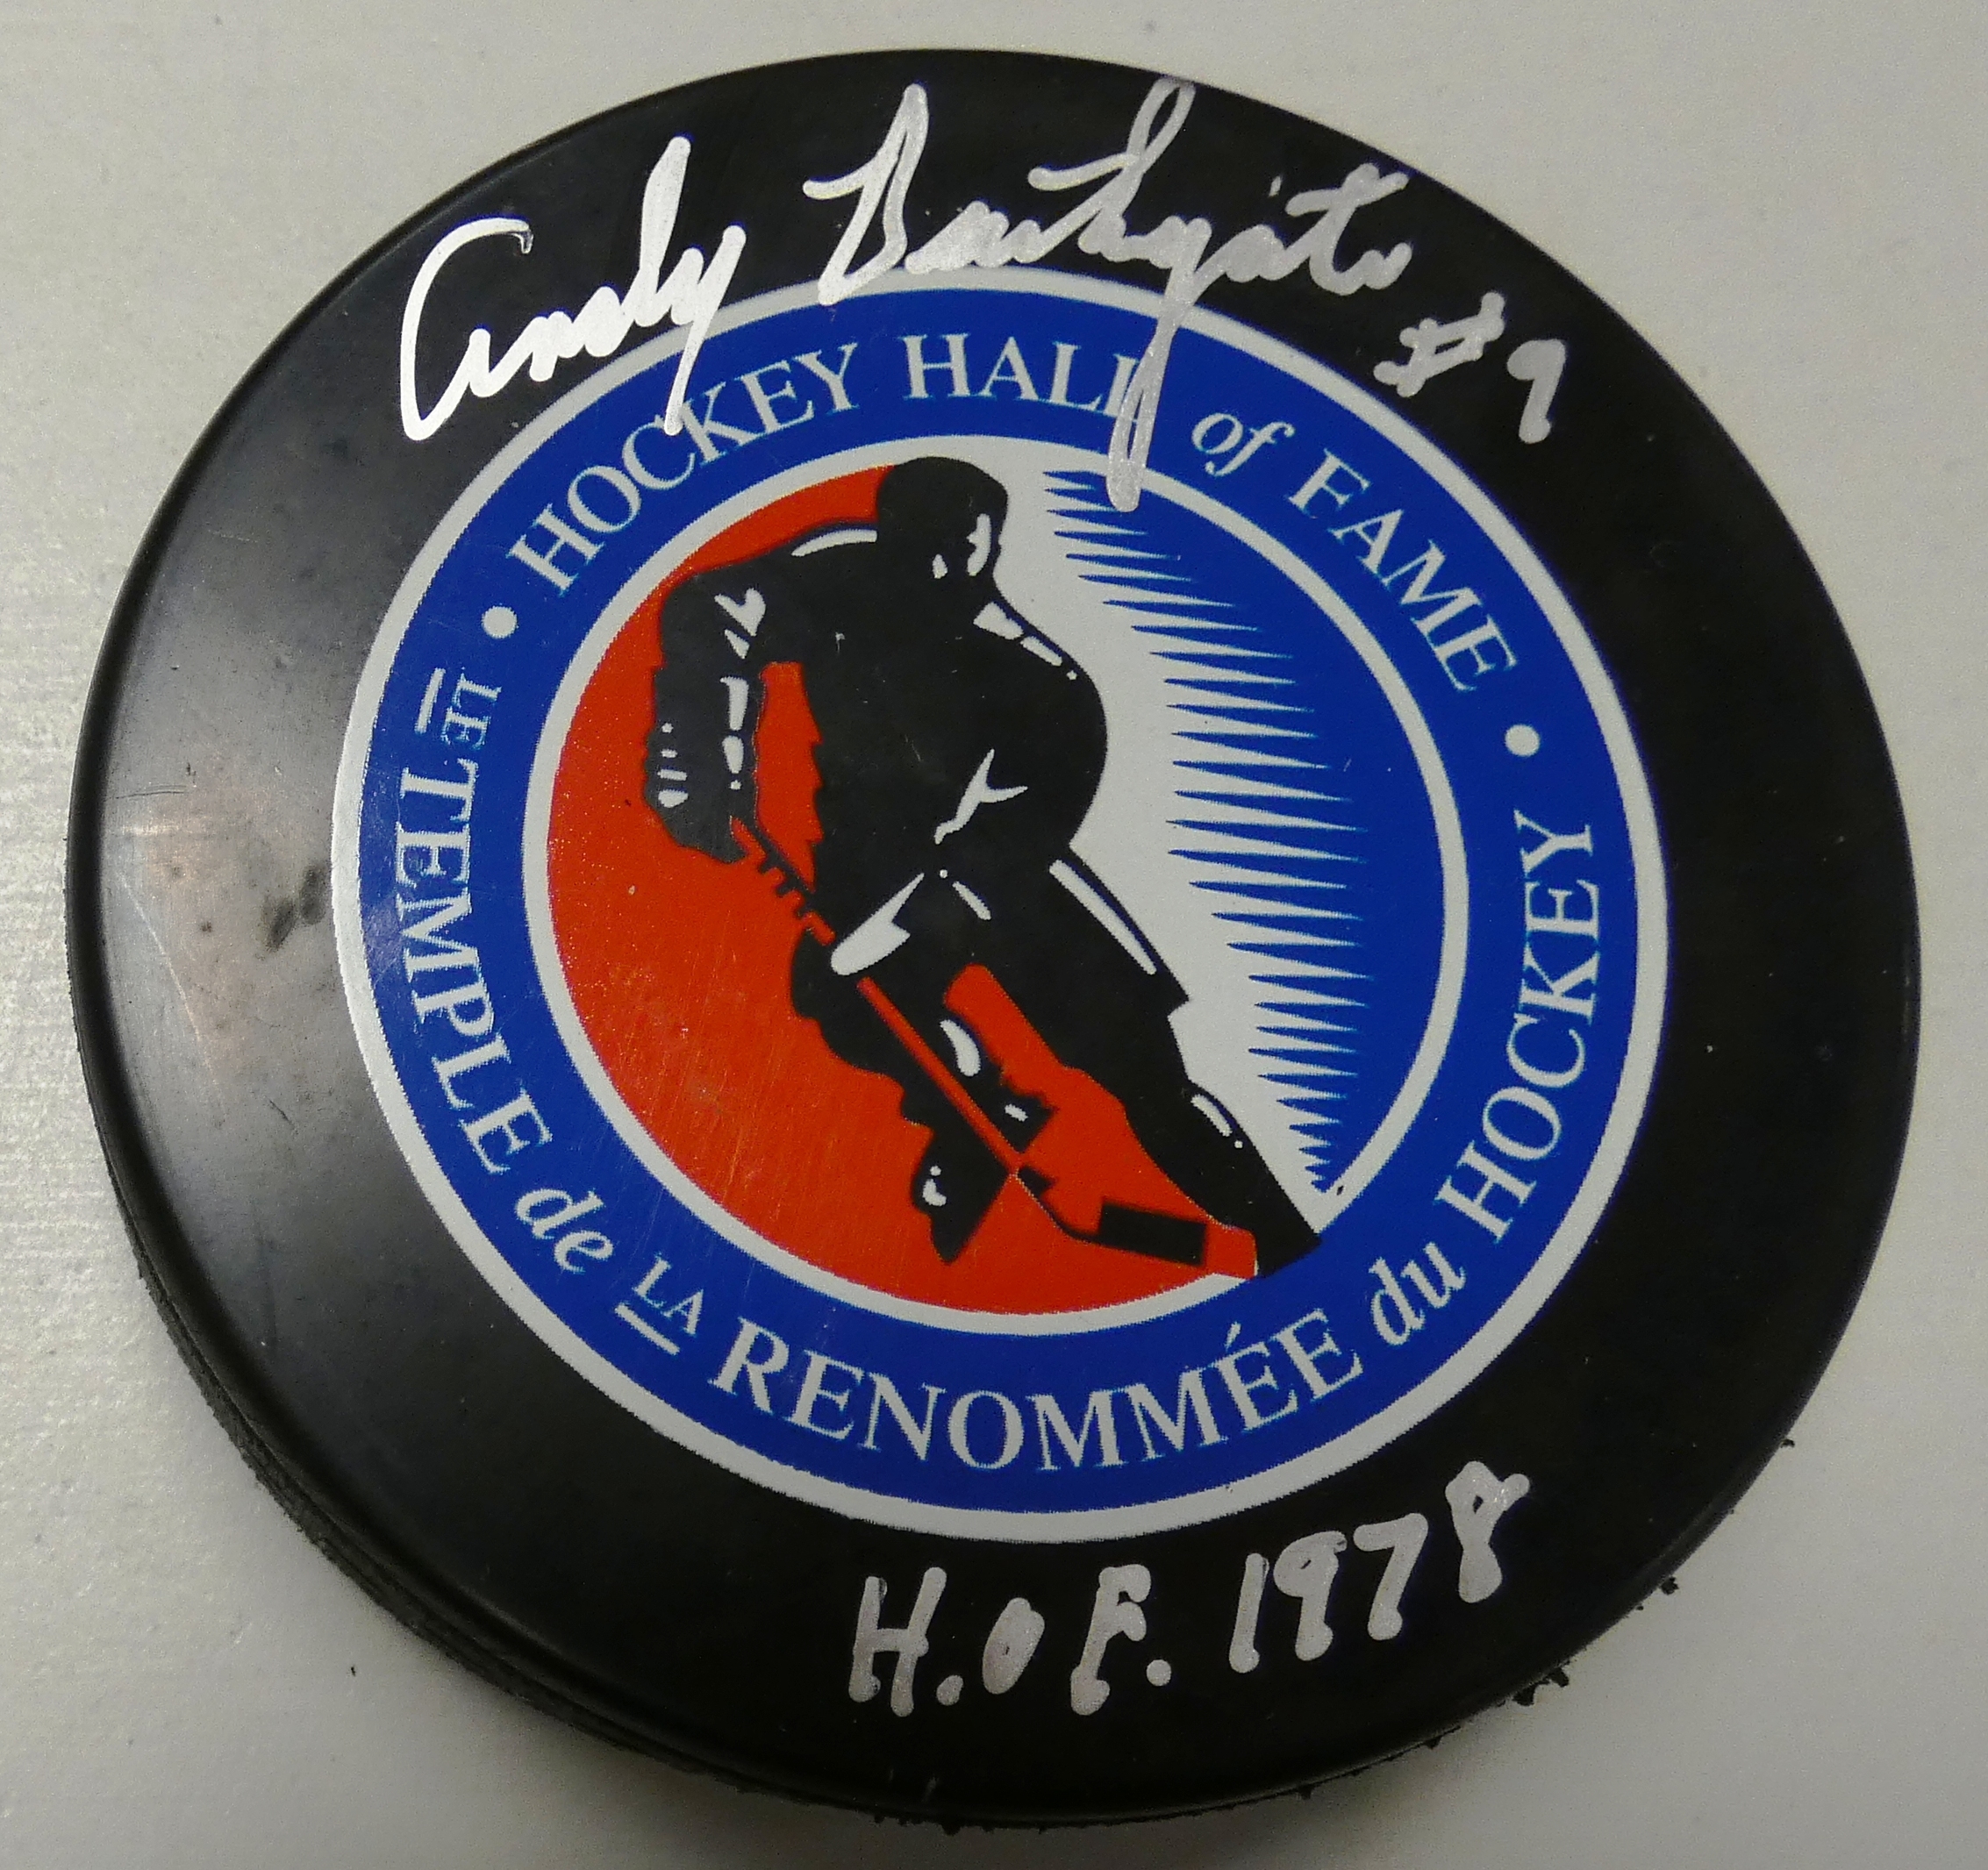 Andy Bathgate #9
HOCKEY HALL of FAME
LE TEMPLE de LA RENOMMÉE du HOCKEY
H.O.F. 1978